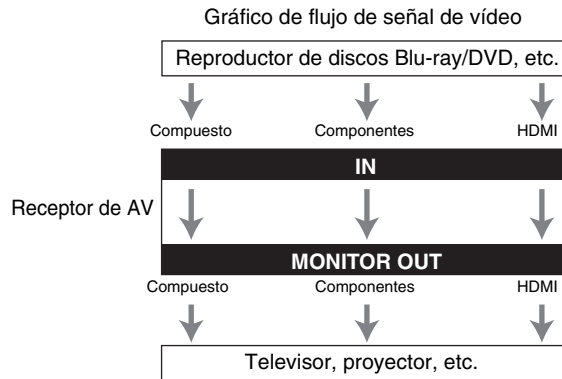 Gráfico de flujo de señal de vídeo
Reproductor de discos Blu-ray/DVD, etc.
Compuesto Componentes HDMI
IN
Receptor de AV
MONITOR OUT
Compuesto Componentes HDMI
Televisor, proyector, etc.